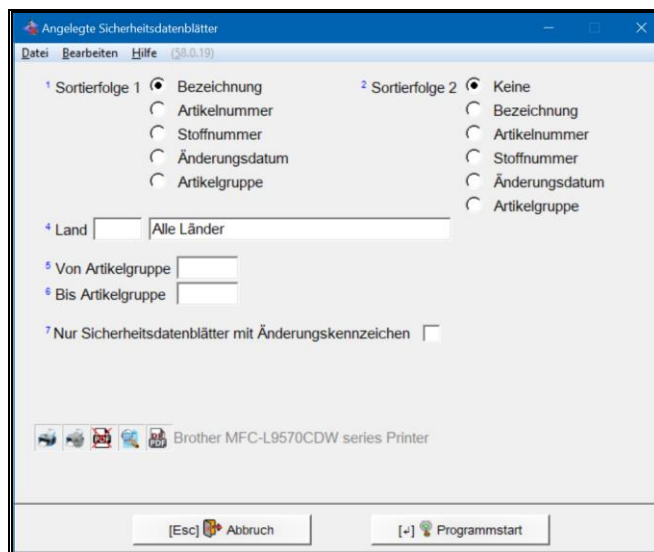 Angelegte Sicherheitsdatenblätter
Datei Bearbeiten Hilfe (58.0.19)
1 Sortierfolge 1 Bezeichnung 2 Sortierfolge 2 Keine
Artikelnummer Bezeichnung
Stoffnummer Artikelnummer
Änderungsdatum Stoffnummer
Artikelgruppe Änderungsdatum
Artikelgruppe
4 Land Alle Länder
5 Von Artikelgruppe
6 Bis Artikelgruppe
7 Nur Sicherheitsdatenblätter mit Änderungskennzeichen
PDF Brother MFC-L9570CDW series Printer
[Esc] Abbruch [↲] Programmstart